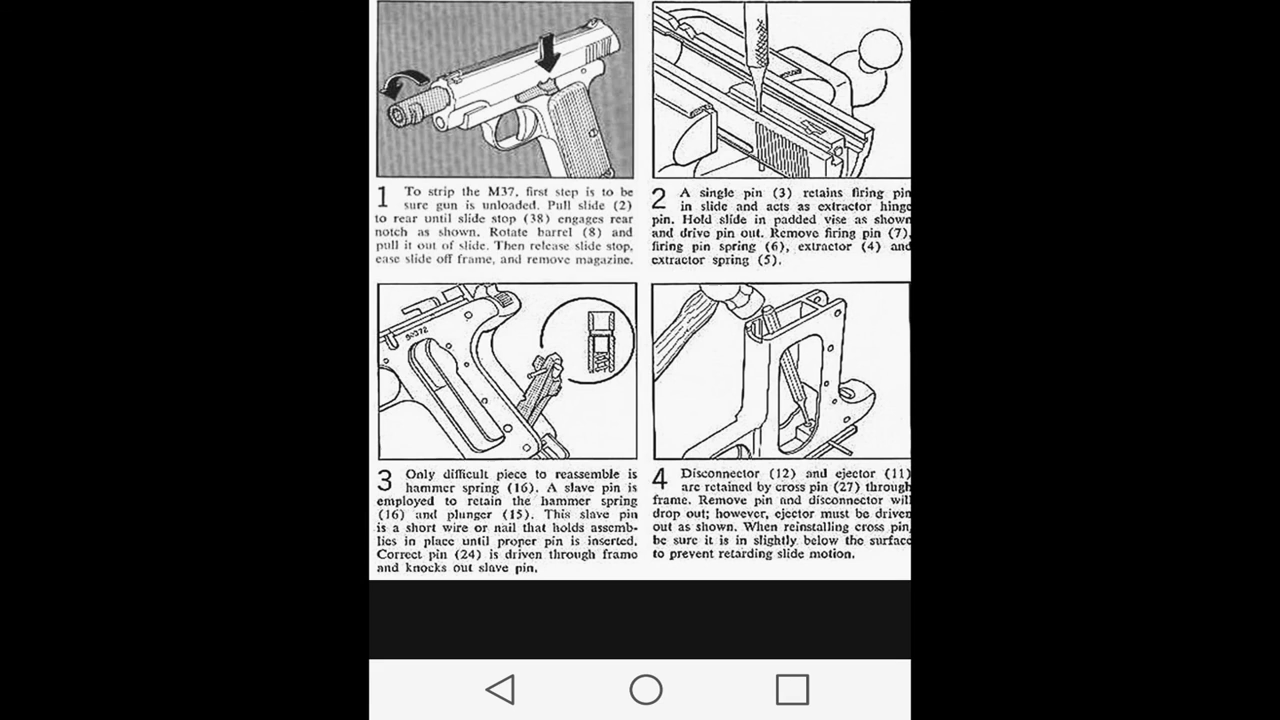 1 To strip the M37, first step is to be
sure gun is unloaded. Pull slide (2)
to rear until slide stop (38) engages rear
notch as shown. Rotate barrel (8) and
pull it out of slide. Then release slide stop,
ease slide off frame, and remove magazine.
2 A single pin (3) retains firing pin
in slide and acts as extractor hinge
pin. Hold slide in padded vise as shown
and drive pin out. Remove firing pin (7),
firing pin spring (6), extractor (4) and
extractor spring (5).
3 Only difficult piece to reassemble is
hammer spring (16). A slave pin is
employed to retain the hammer spring
(16) and plunger (15). This slave pin
is a short wire or nail that holds assemb-
lies in place until proper pin is inserted.
Correct pin (24) is driven through frame
and knocks out slave pin.
4 Disconnector (12) and ejector (11)
are retained by cross pin (27) through
frame. Remove pin and disconnector will
drop out; however, ejector must be driven
out as shown. When reinstalling cross pin,
be sure it is in slightly below the surface
to prevent retarding slide motion.